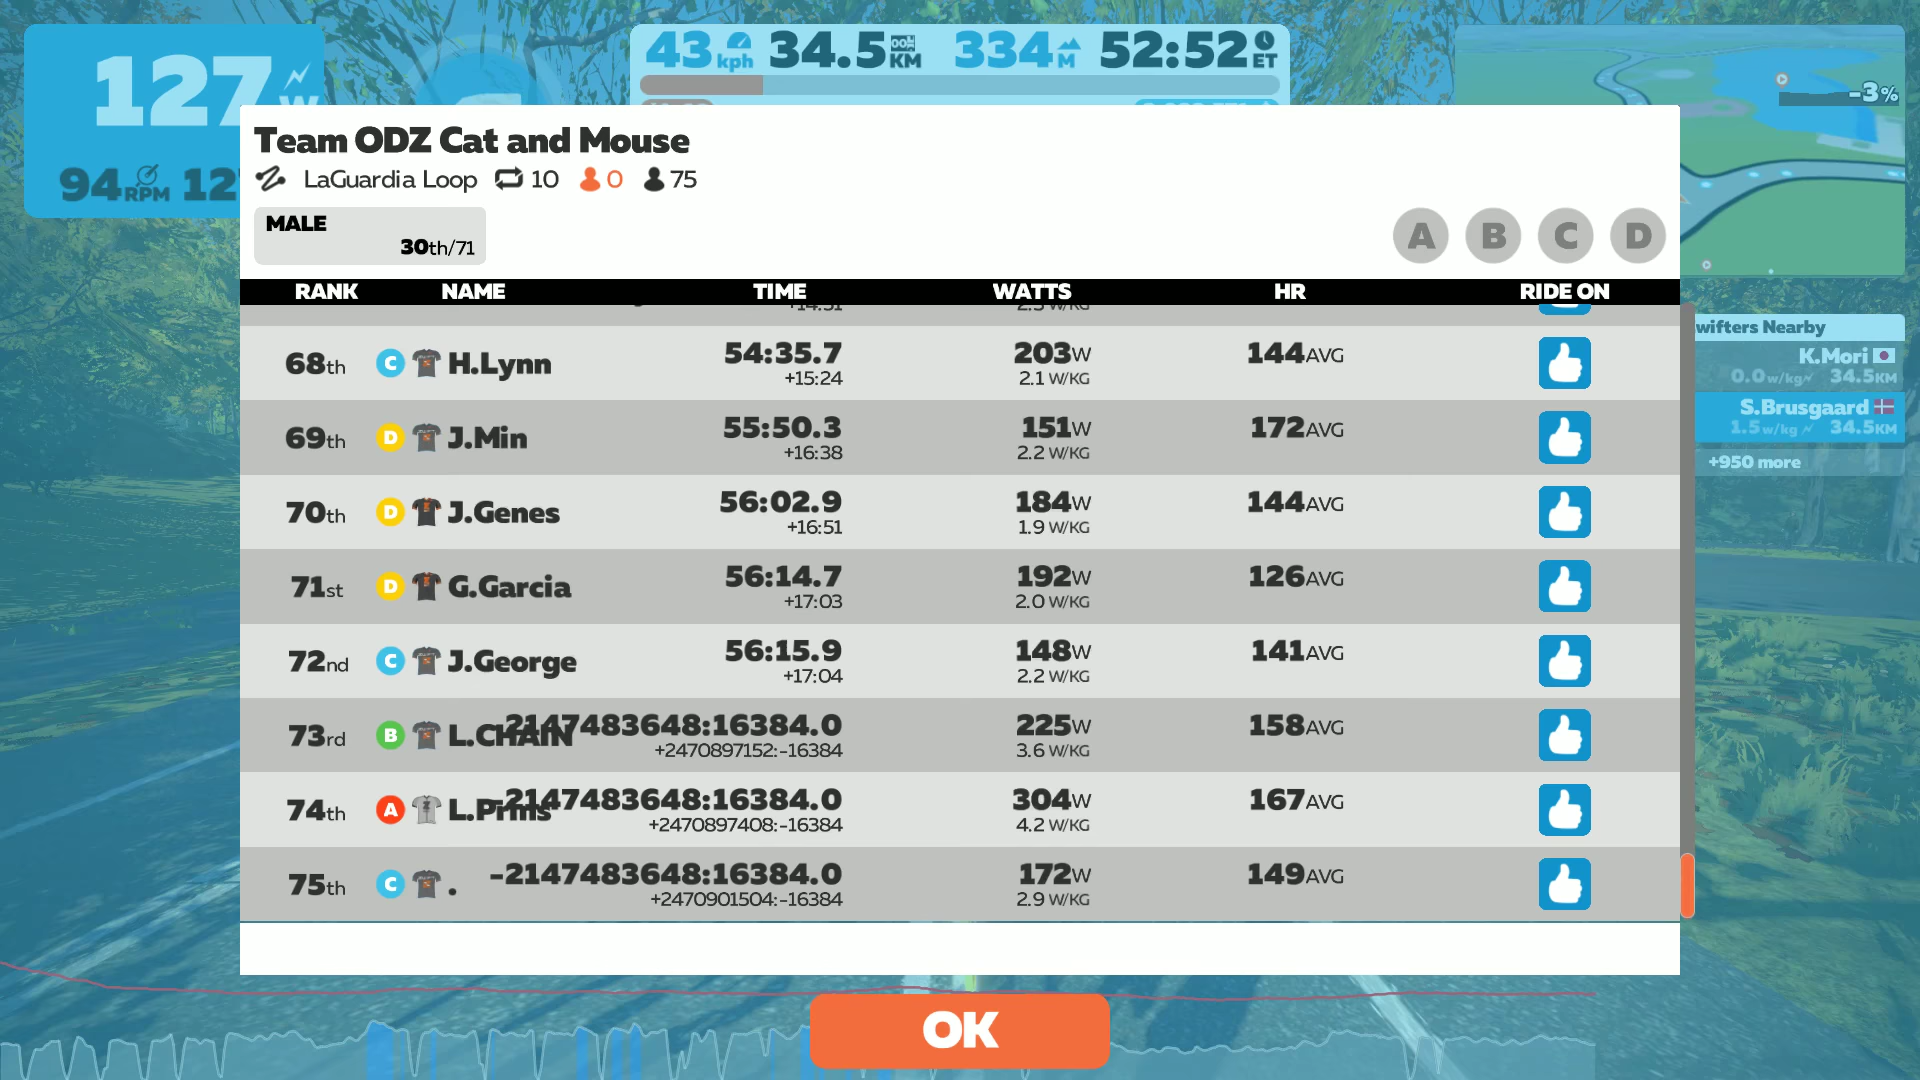 127 W
94 RPM 12
43 kph 34.5 KM 334 M 52:52 ET
-3%
Team ODZ Cat and Mouse
LaGuardia Loop 10 0 75
MALE
30th/71
A B C D
RANK NAME TIME WATTS HR RIDE ON
68th C H.Lynn 54:35.7 203W 144AVG
+15:24 2.1 W/KG
69th D J.Min 55:50.3 151W 172AVG
+16:38 2.2 W/KG
70th D J.Genes 56:02.9 184W 144AVG
+16:51 1.9 W/KG
71st D G.Garcia 56:14.7 192W 126AVG
+17:03 2.0 W/KG
72nd C J.George 56:15.9 148W 141AVG
+17:04 2.2 W/KG
73rd B L.CHAIN -2147483648:16384.0 225W 158AVG
+2470897152:-16384 3.6 W/KG
74th A L.Prins -2147483648:16384.0 304W 167AVG
+2470897408:-16384 4.2 W/KG
75th C . -2147483648:16384.0 172W 149AVG
+2470901504:-16384 2.9 W/KG
wifters Nearby
K.Mori
0.0w/kg 34.5KM
S.Brusgaard
1.5w/kg 34.5KM
+950 more
OK